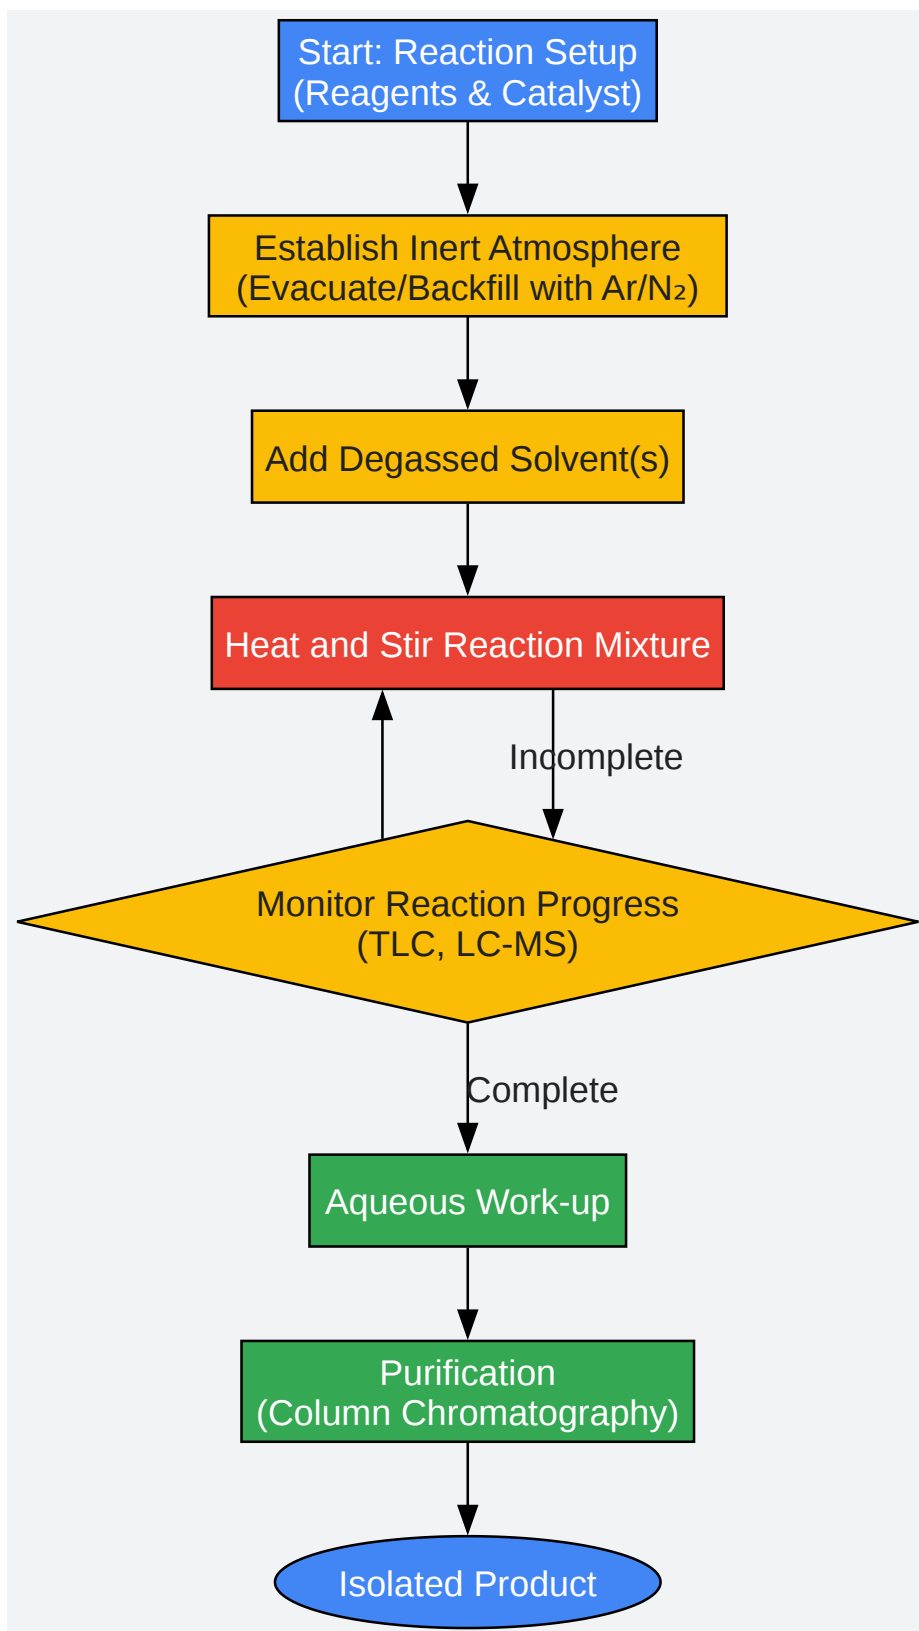 Start: Reaction Setup
(Reagents & Catalyst)
Establish Inert Atmosphere
(Evacuate/Backfill with Ar/N₂)
Add Degassed Solvent(s)
Heat and Stir Reaction Mixture
Incomplete
Monitor Reaction Progress
(TLC, LC-MS)
Complete
Aqueous Work-up
Purification
(Column Chromatography)
Isolated Product